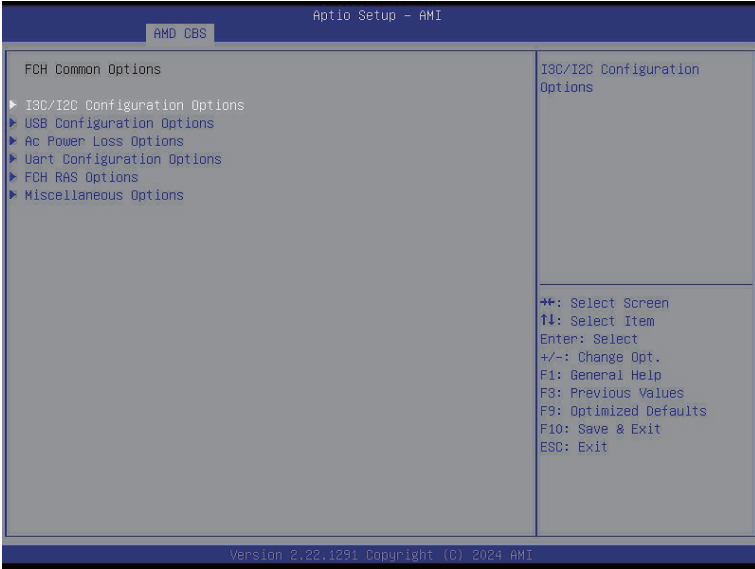 Aptio Setup – AMI
AMD CBS
FCH Common Options
I3C/I2C Configuration Options
USB Configuration Options
Ac Power Loss Options
Uart Configuration Options
FCH RAS Options
Miscellaneous Options
I3C/I2C Configuration
Options
→←: Select Screen
↑↓: Select Item
Enter: Select
+/-: Change Opt.
F1: General Help
F3: Previous Values
F9: Optimized Defaults
F10: Save & Exit
ESC: Exit
Version 2.22.1291 Copyright (C) 2024 AMI